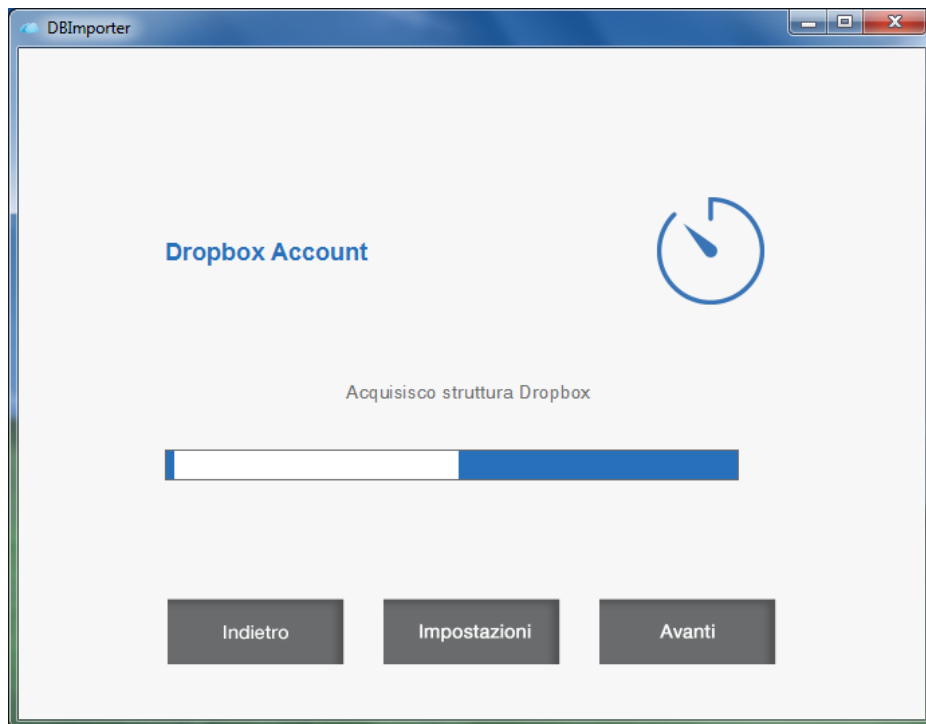 DBImporter
Dropbox Account
Acquisisco struttura Dropbox
Indietro
Impostazioni
Avanti